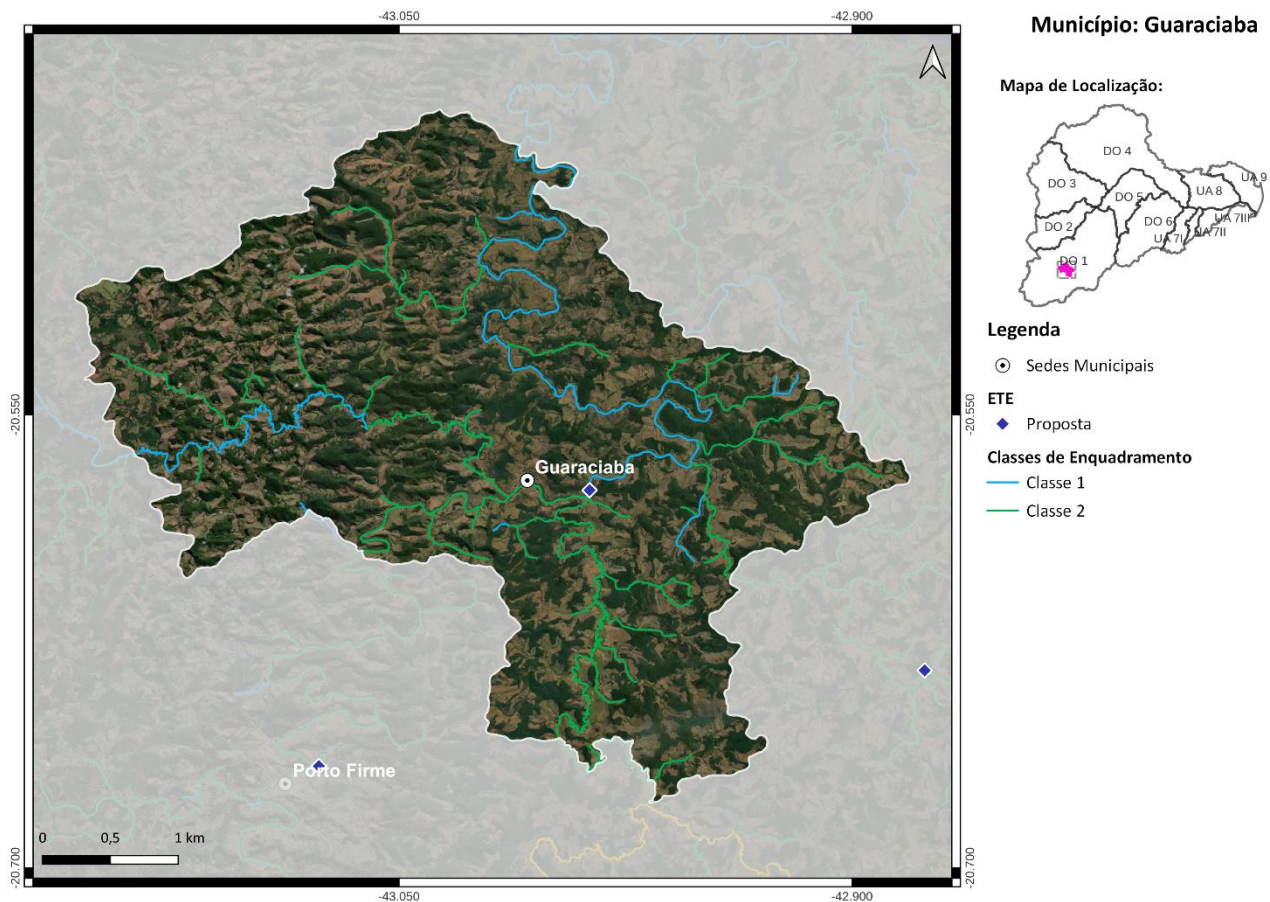 Município: Guaraciaba
-43.050
-42.900
Mapa de Localização:
DO 4
DO 3
DO 5
UA 8
UA 9
DO 2
DO 6
UA 7III
UA 7II
UA 7I
DO 1
Legenda
Sedes Municipais
ETE
Proposta
Classes de Enquadramento
Classe 1
Classe 2
-20.550
-20.550
Guaraciaba
Porto Firme
0 0,5 1 km
-20.700
-20.700
-43.050
-42.900